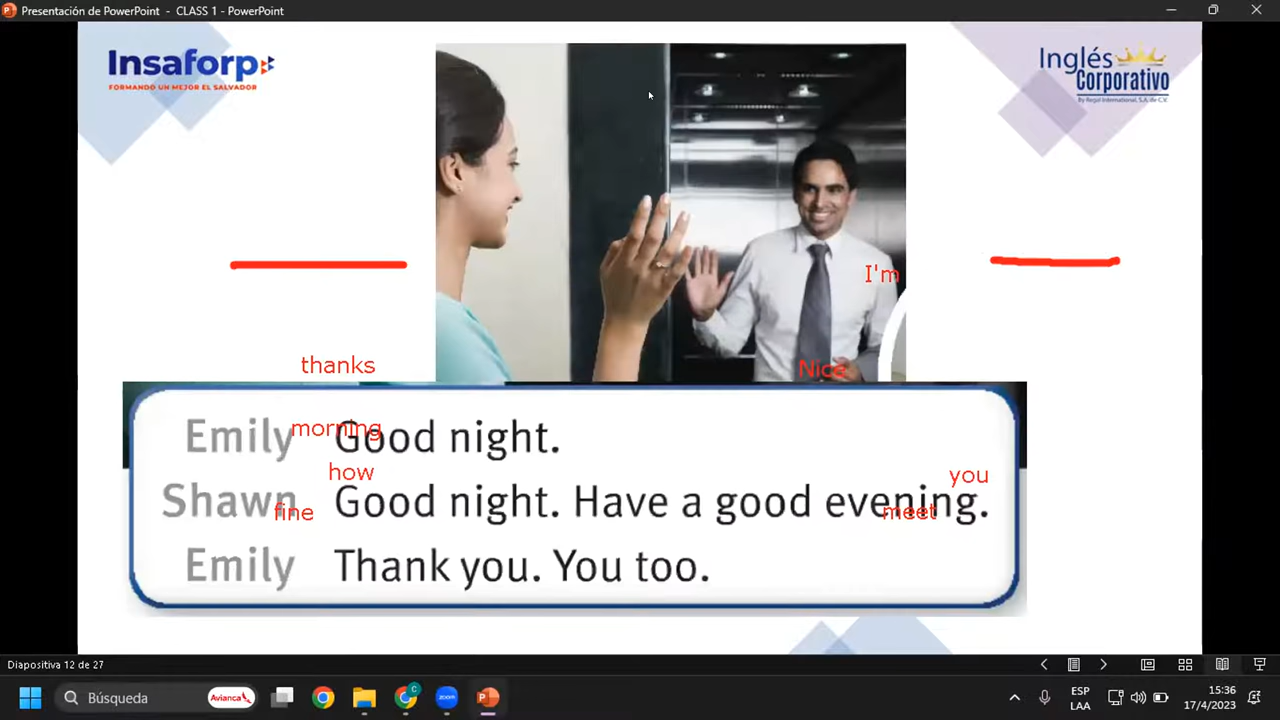 Presentación de PowerPoint - CLASS 1 - PowerPoint
Insaforp
FORMANDO UN MEJOR EL SALVADOR
Inglés
Corporativo
By Regal International, S.A. de C.V.
I'm
thanks
Nice
Emily Good night.
morning
how
you
Shawn Good night. Have a good evening.
fine
meet
Emily Thank you. You too.
Diapositiva 12 de 27
Búsqueda
Avianca
zoom
ESP
LAA
15:36
17/4/2023